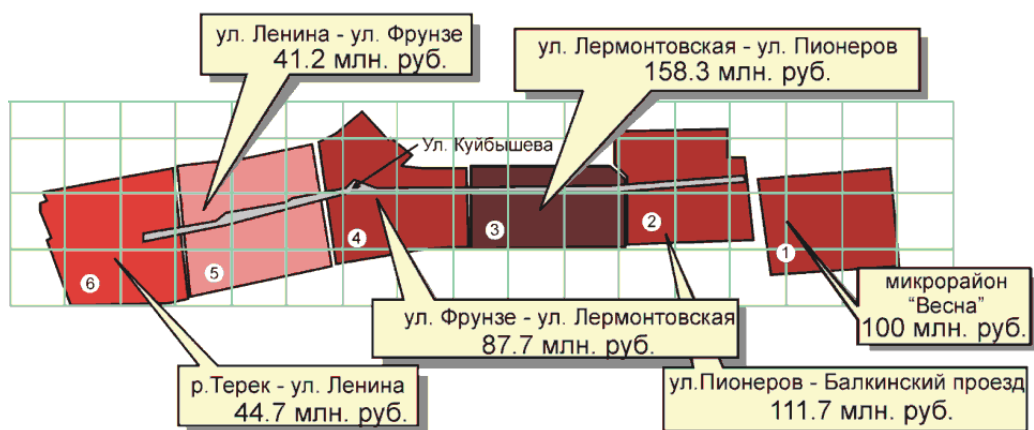 ул. Ленина - ул. Фрунзе
41.2 млн. руб.
ул. Лермонтовская - ул. Пионеров
158.3 млн. руб.
Ул. Куйбышева
6
5
4
3
2
1
микрорайон
“Весна”
100 млн. руб.
ул. Фрунзе - ул. Лермонтовская
87.7 млн. руб.
р.Терек - ул. Ленина
44.7 млн. руб.
ул.Пионеров - Балкинский проезд
111.7 млн. руб.